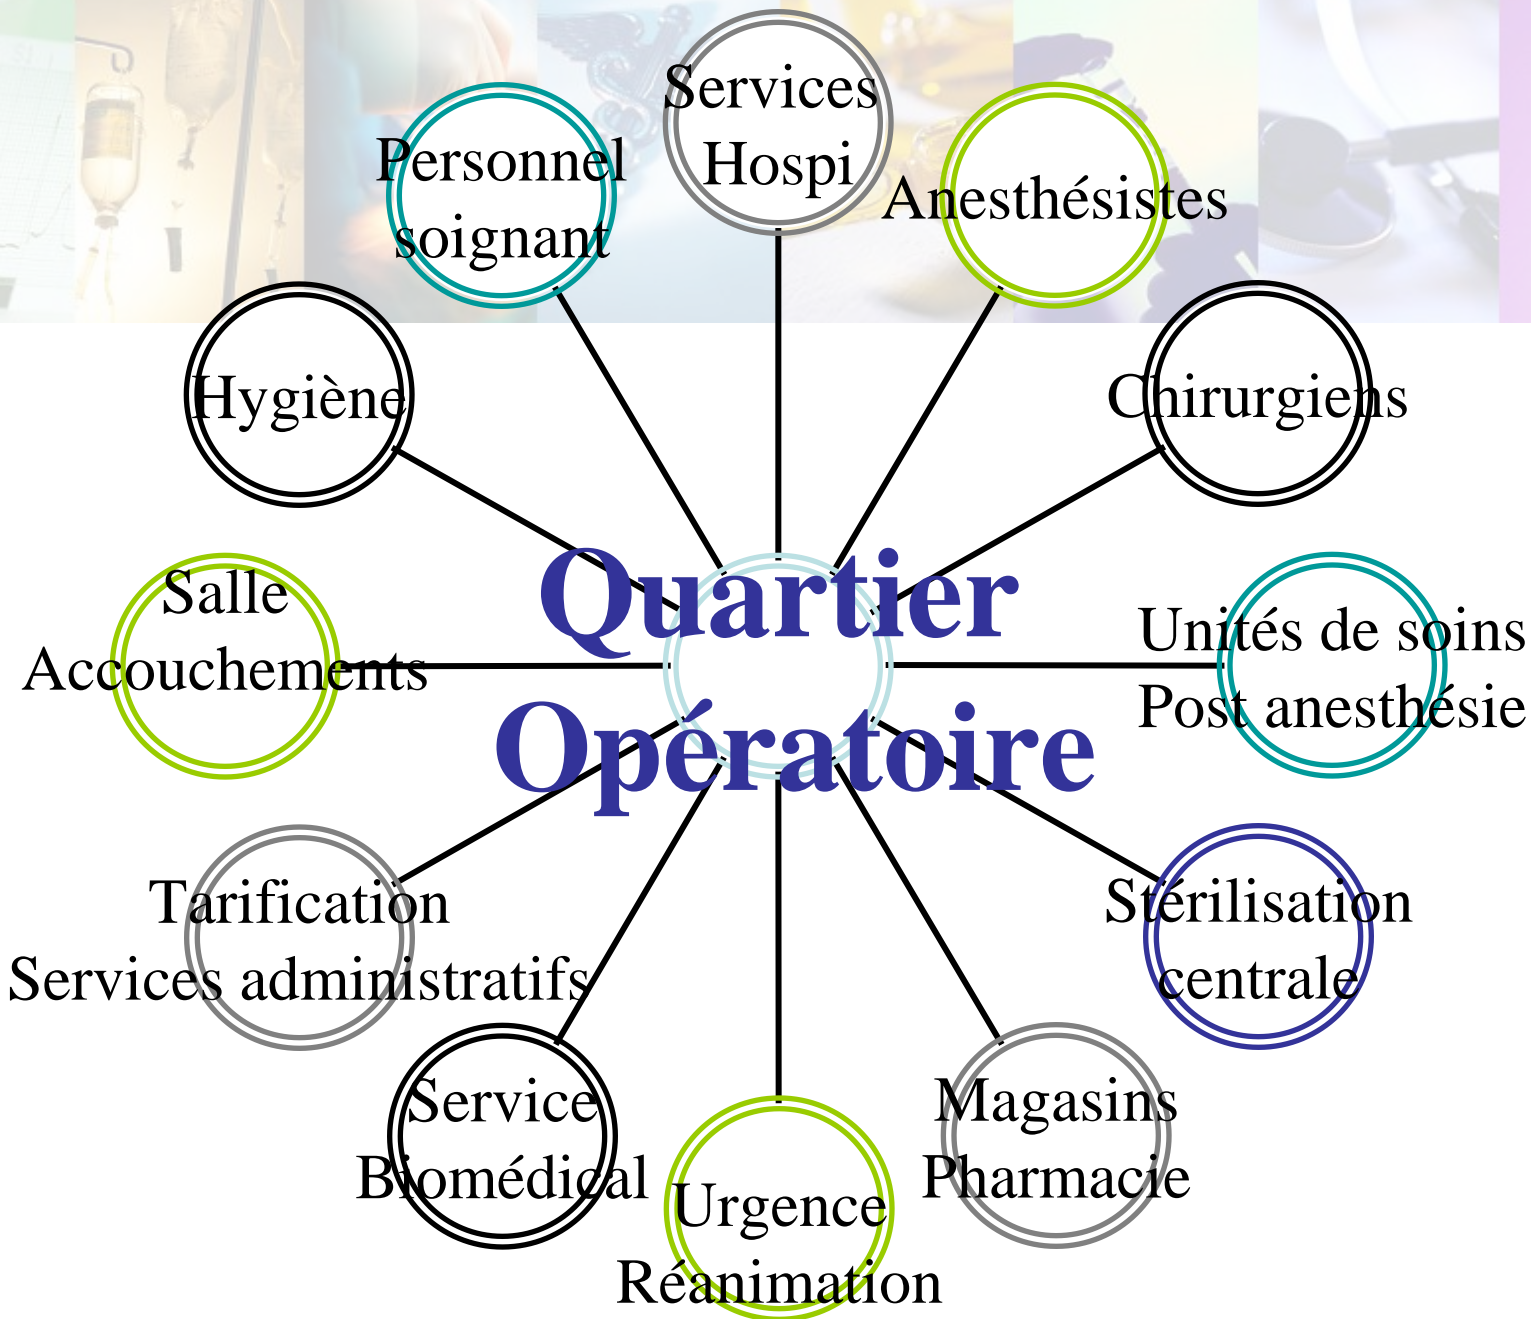 Services
Hospi
Personnel
soignant
Anesthésistes
Hygiène
Chirurgiens
Quartier
Opératoire
Salle
Accouchements
Unités de soins
Post anesthésie
Tarification
Services administratifs
Stérilisation
centrale
Service
Biomédical
Magasins
Pharmacie
Urgence
Réanimation